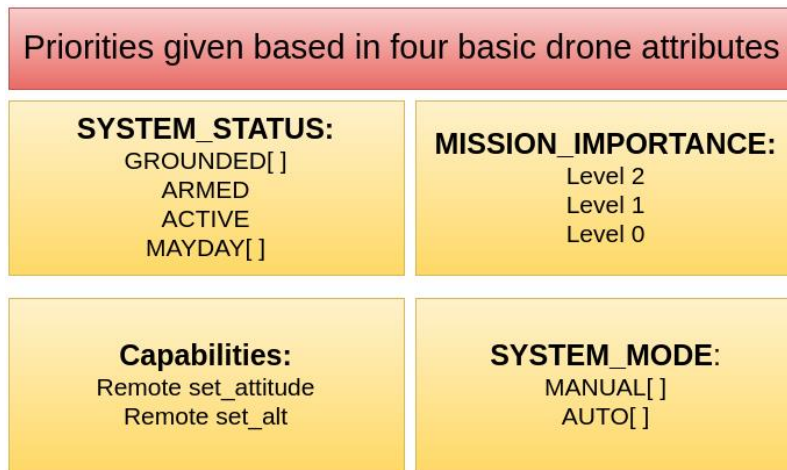 Priorities given based in four basic drone attributes
SYSTEM_STATUS:
GROUNDED[ ]
ARMED
ACTIVE
MAYDAY[ ]
MISSION_IMPORTANCE:
Level 2
Level 1
Level 0
Capabilities:
Remote set_attitude
Remote set_alt
SYSTEM_MODE:
MANUAL[ ]
AUTO[ ]